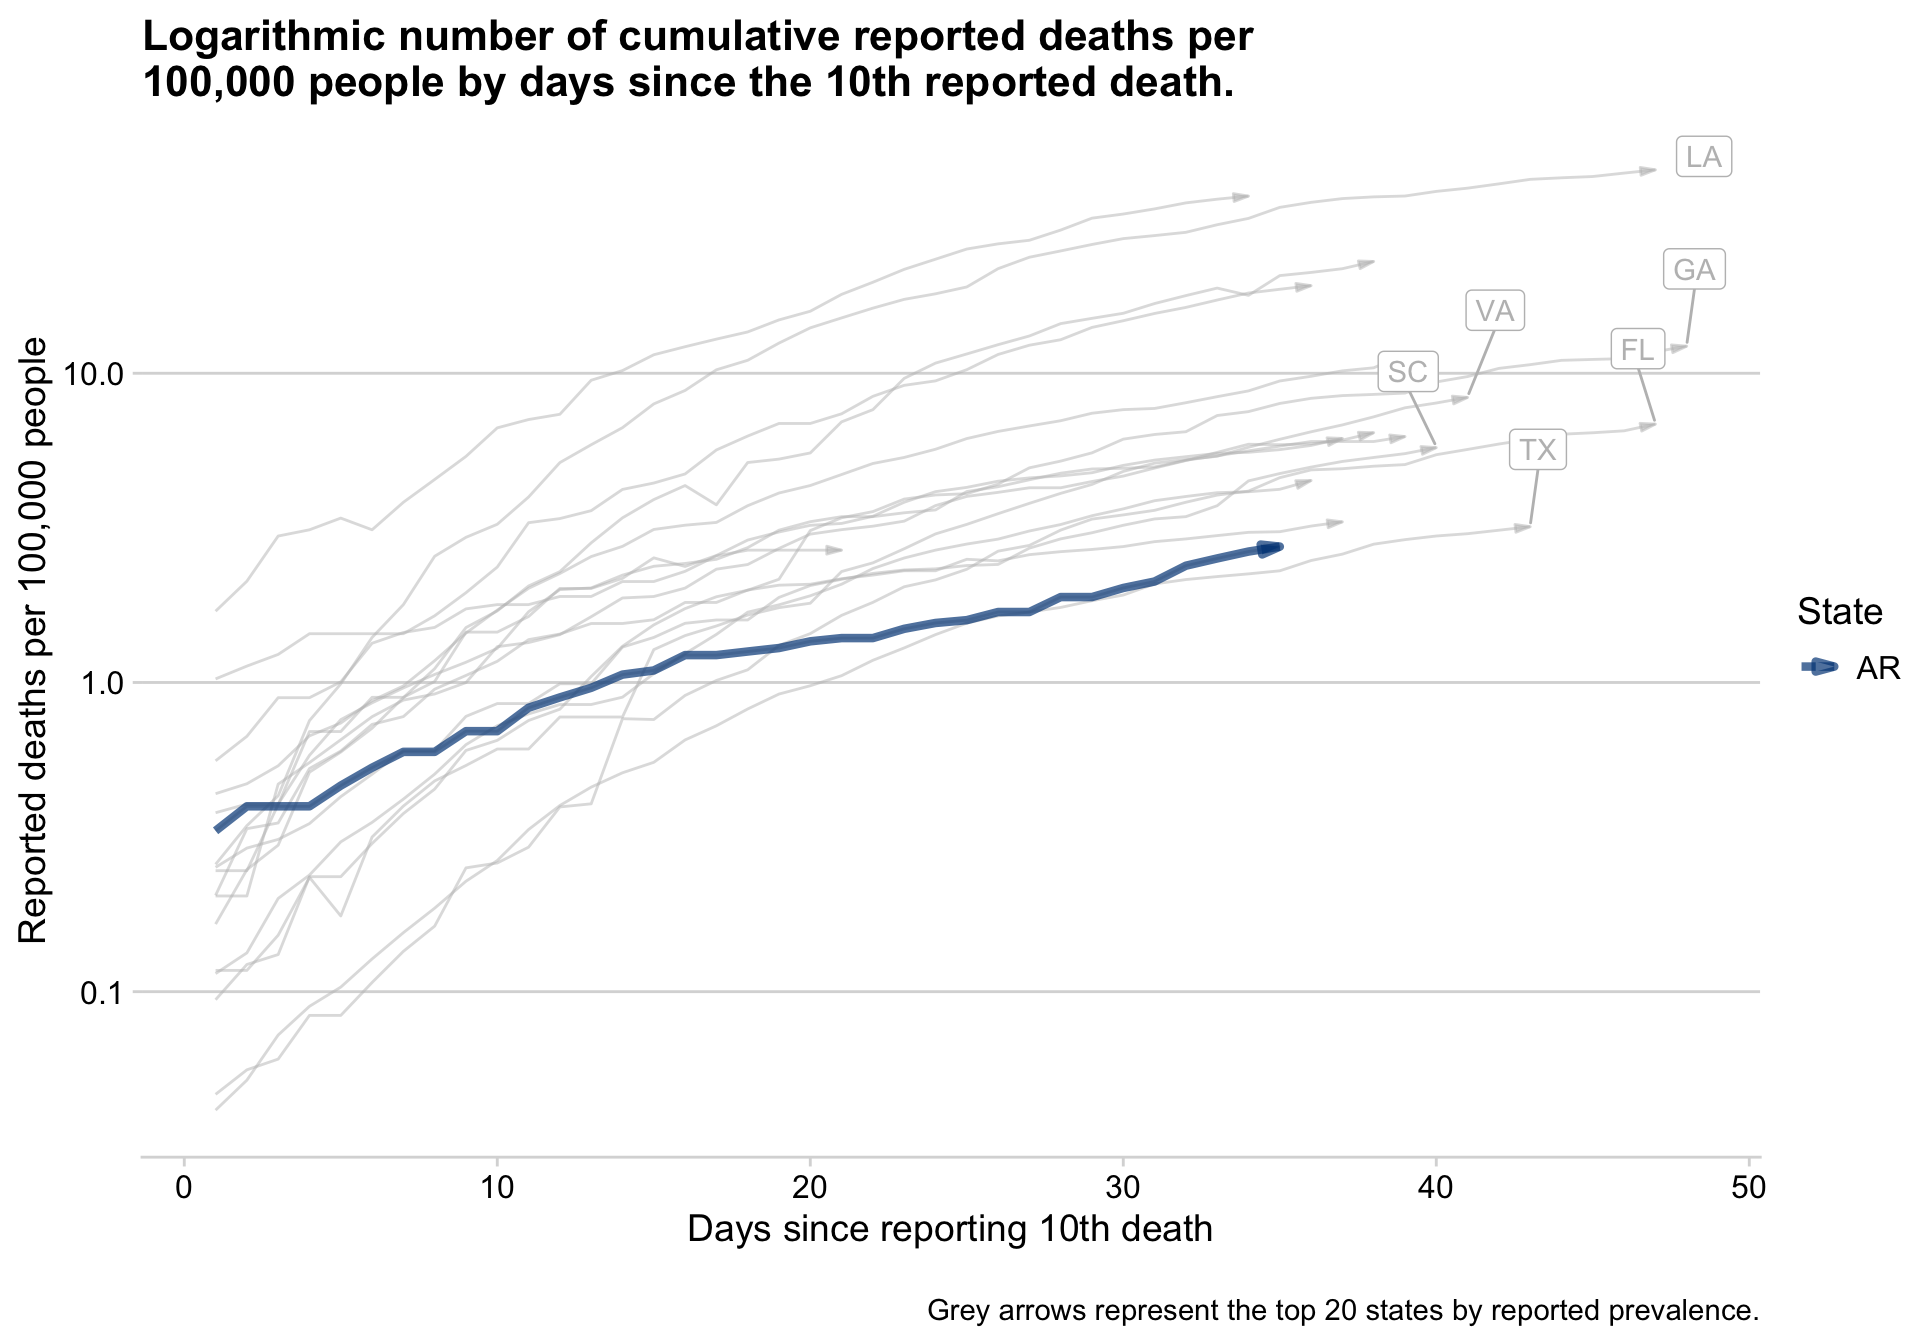 Logarithmic number of cumulative reported deaths per
100,000 people by days since the 10th reported death.
LA
GA
VA
FL
SC
TX
Reported deaths per 100,000 people
10.0
1.0
0.1
State
AR
0 10 20 30 40 50
Days since reporting 10th death
Grey arrows represent the top 20 states by reported prevalence.